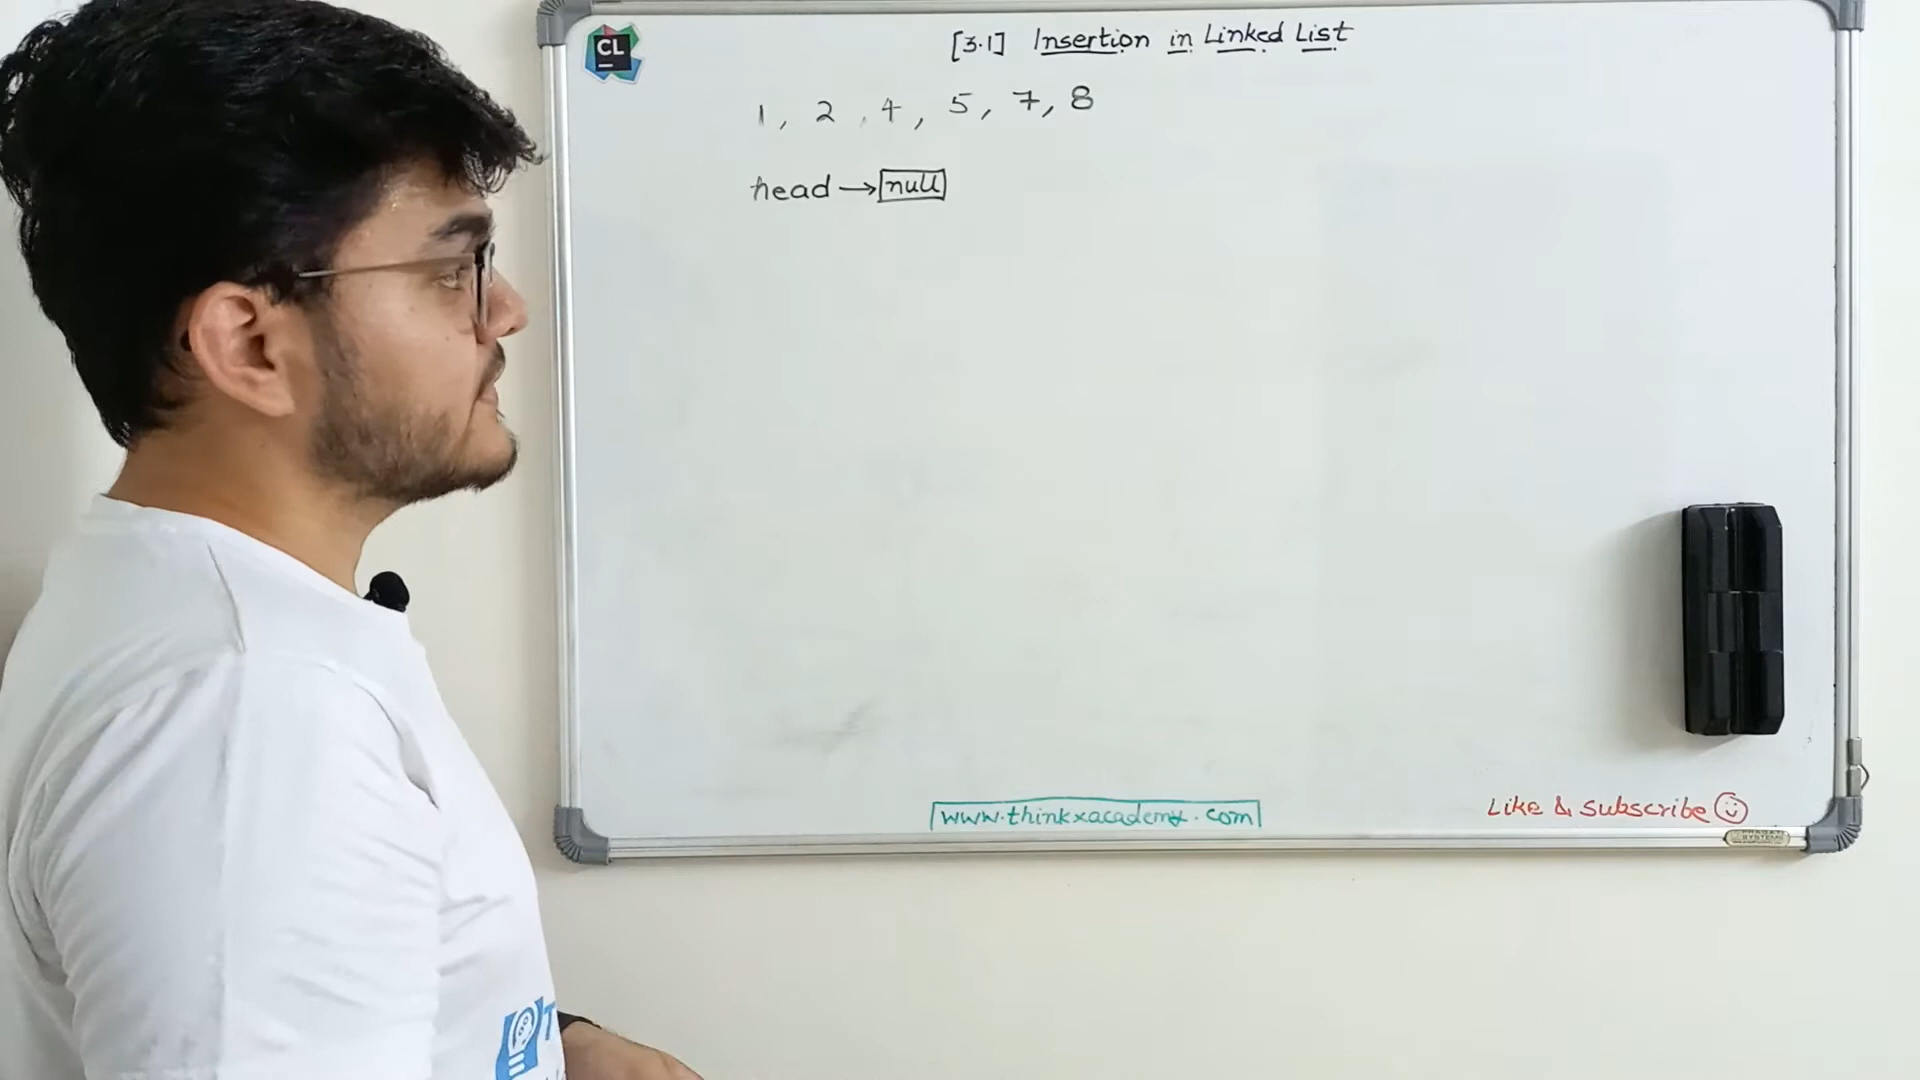 CL
[3.1] Insertion in Linked List
1, 2, 4, 5, 7, 8
head → null
www.thinkxacademy.com
Like & subscribe